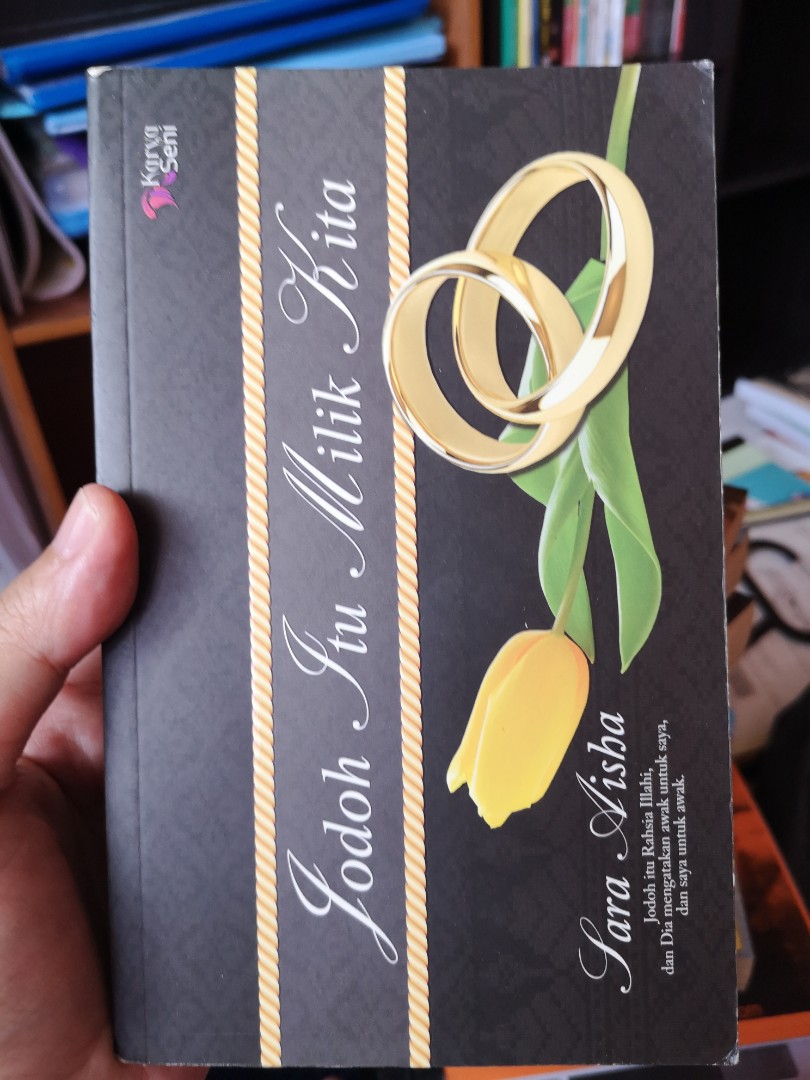 Karya
Seni
Jodoh Itu Milik Kita
Sara Aisha
Jodoh itu Rahsia Illahi,
dan Dia mengatakan awak untuk saya,
dan saya untuk awak.